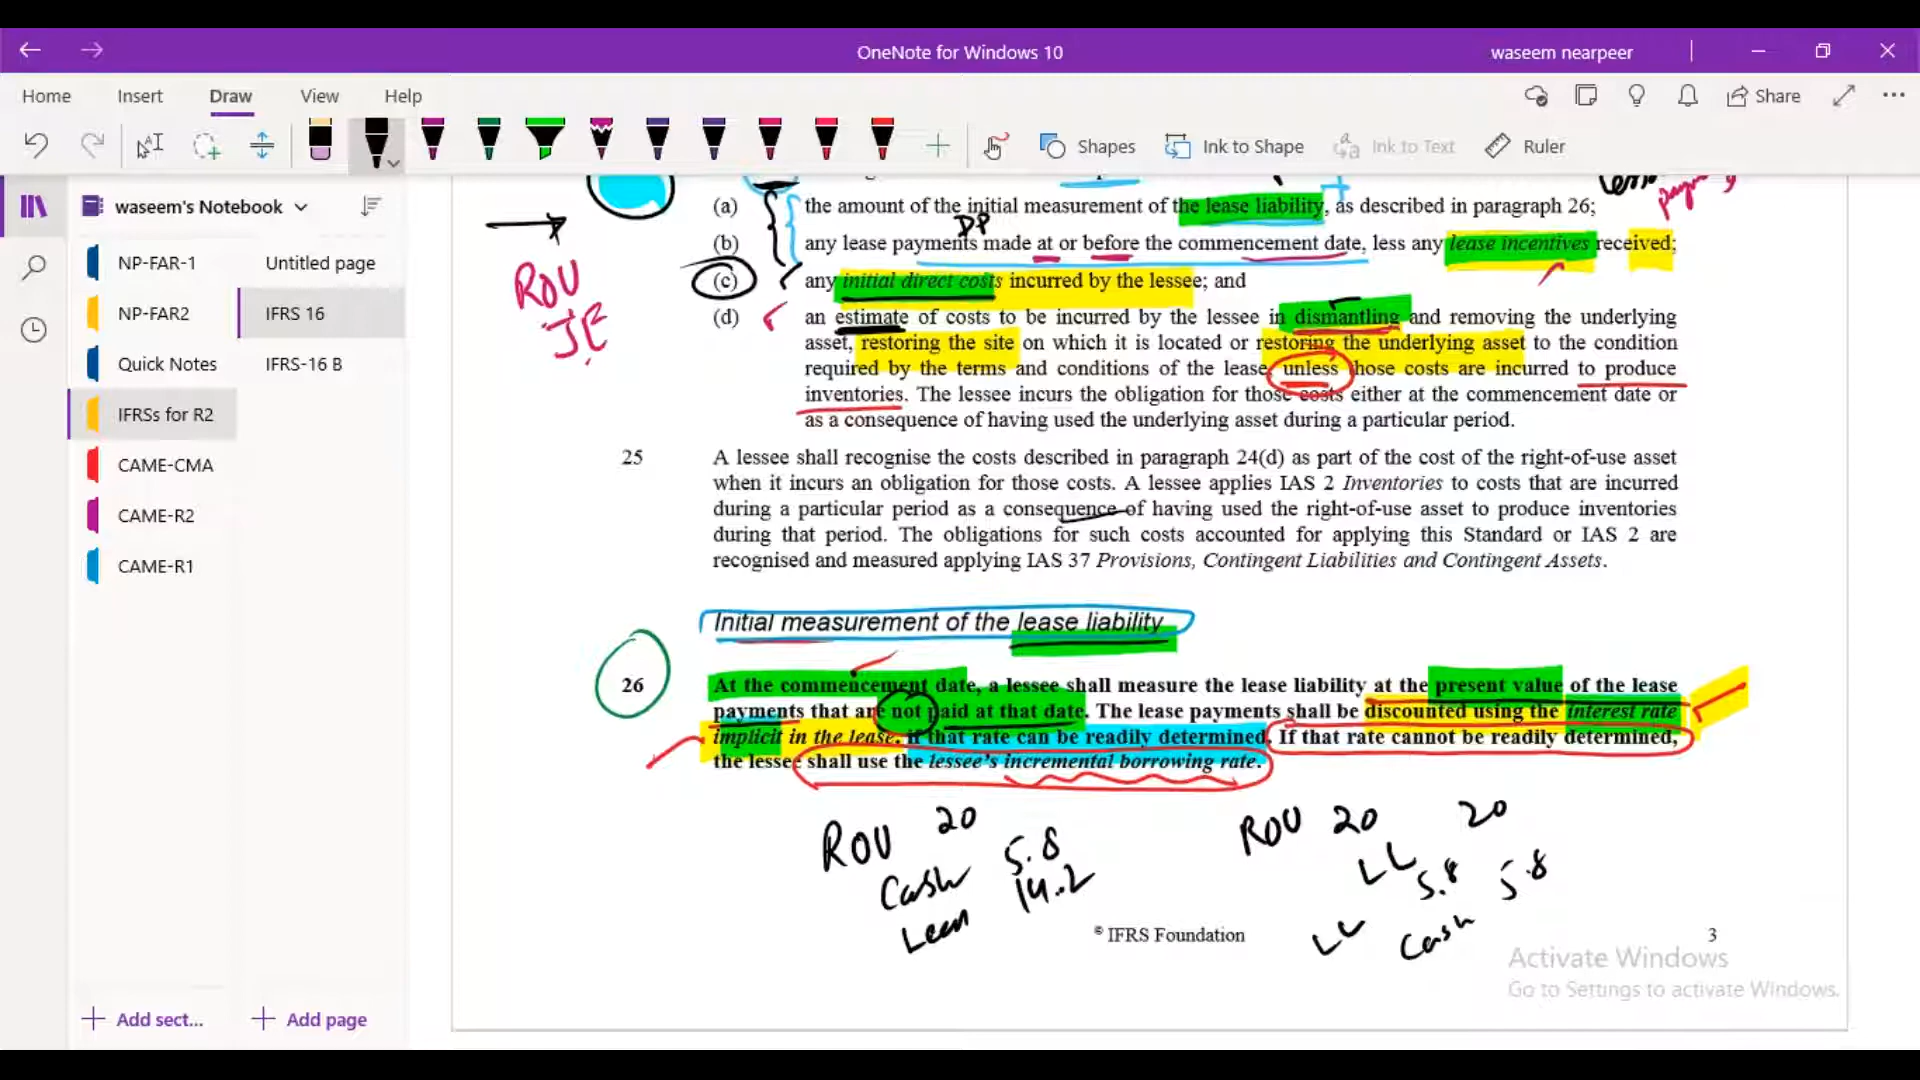 OneNote for Windows 10
waseem nearpeer
Home Insert Draw View Help
Share
Shapes
Ink to Shape
Ink to Text
Ruler
waseem's Notebook
NP-FAR-1
NP-FAR2
Quick Notes
IFRSs for R2
CAME-CMA
CAME-R2
CAME-R1
Untitled page
IFRS 16
IFRS-16 B
Add sect...
Add page
(a) the amount of the initial measurement of the lease liability, as described in paragraph 26;
DP
(b) any lease payments made at or before the commencement date, less any lease incentives received;
(c) any initial direct costs incurred by the lessee; and
(d) an estimate of costs to be incurred by the lessee in dismantling and removing the underlying
asset, restoring the site on which it is located or restoring the underlying asset to the condition
required by the terms and conditions of the lease, unless those costs are incurred to produce
inventories. The lessee incurs the obligation for those costs either at the commencement date or
as a consequence of having used the underlying asset during a particular period.
ROU
JE
25 A lessee shall recognise the costs described in paragraph 24(d) as part of the cost of the right-of-use asset
when it incurs an obligation for those costs. A lessee applies IAS 2 Inventories to costs that are incurred
during a particular period as a consequence of having used the right-of-use asset to produce inventories
during that period. The obligations for such costs accounted for applying this Standard or IAS 2 are
recognised and measured applying IAS 37 Provisions, Contingent Liabilities and Contingent Assets.
Initial measurement of the lease liability
26 At the commencement date, a lessee shall measure the lease liability at the present value of the lease
payments that are not paid at that date. The lease payments shall be discounted using the interest rate
implicit in the lease, if that rate can be readily determined. If that rate cannot be readily determined,
the lessee shall use the lessee's incremental borrowing rate.
ROU 20
Cash 5.8
14.2
ROU 20 20
LL
5.8 5.8
LL Cash
© IFRS Foundation 3
Activate Windows
Go to Settings to activate Windows.